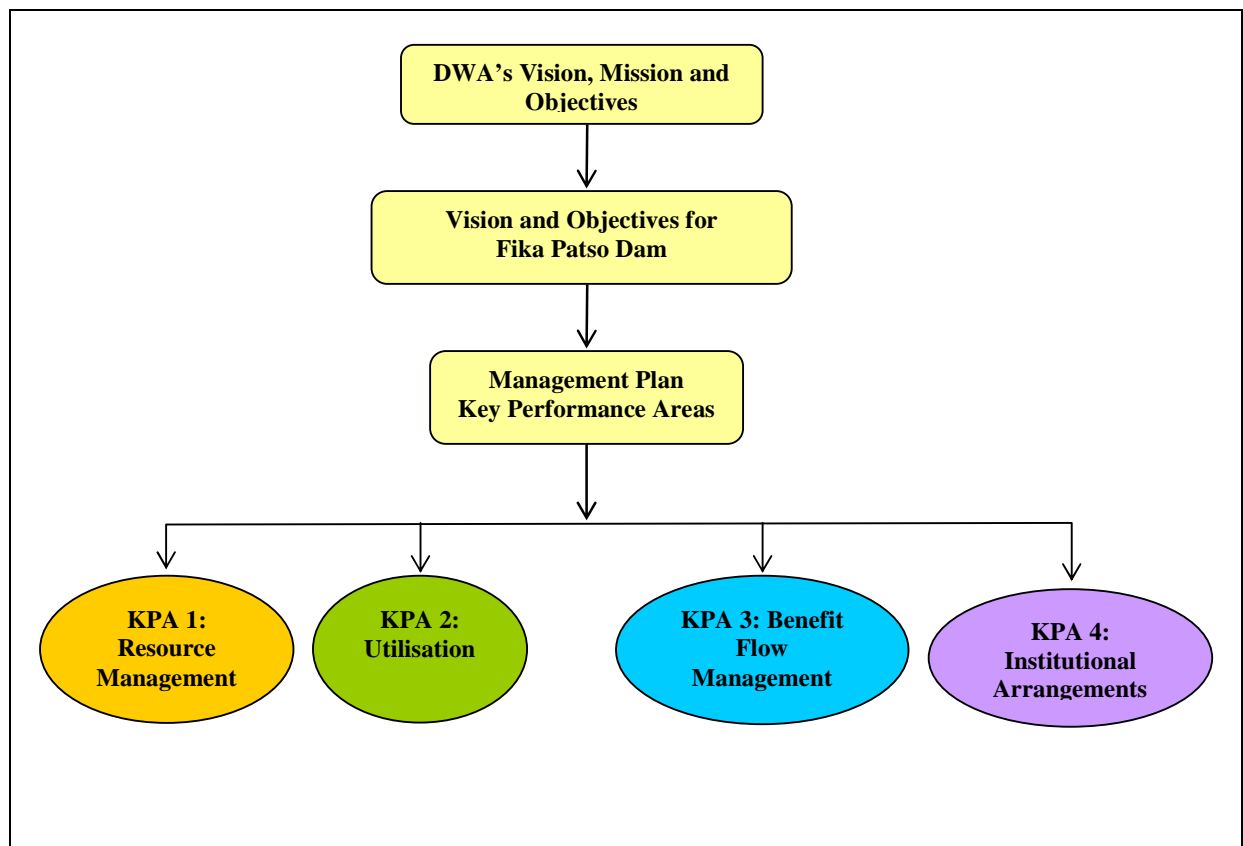 DWA's Vision, Mission and
Objectives
Vision and Objectives for
Fika Patso Dam
Management Plan
Key Performance Areas
KPA 1:
Resource
Management
KPA 2:
Utilisation
KPA 3: Benefit
Flow
Management
KPA 4:
Institutional
Arrangements